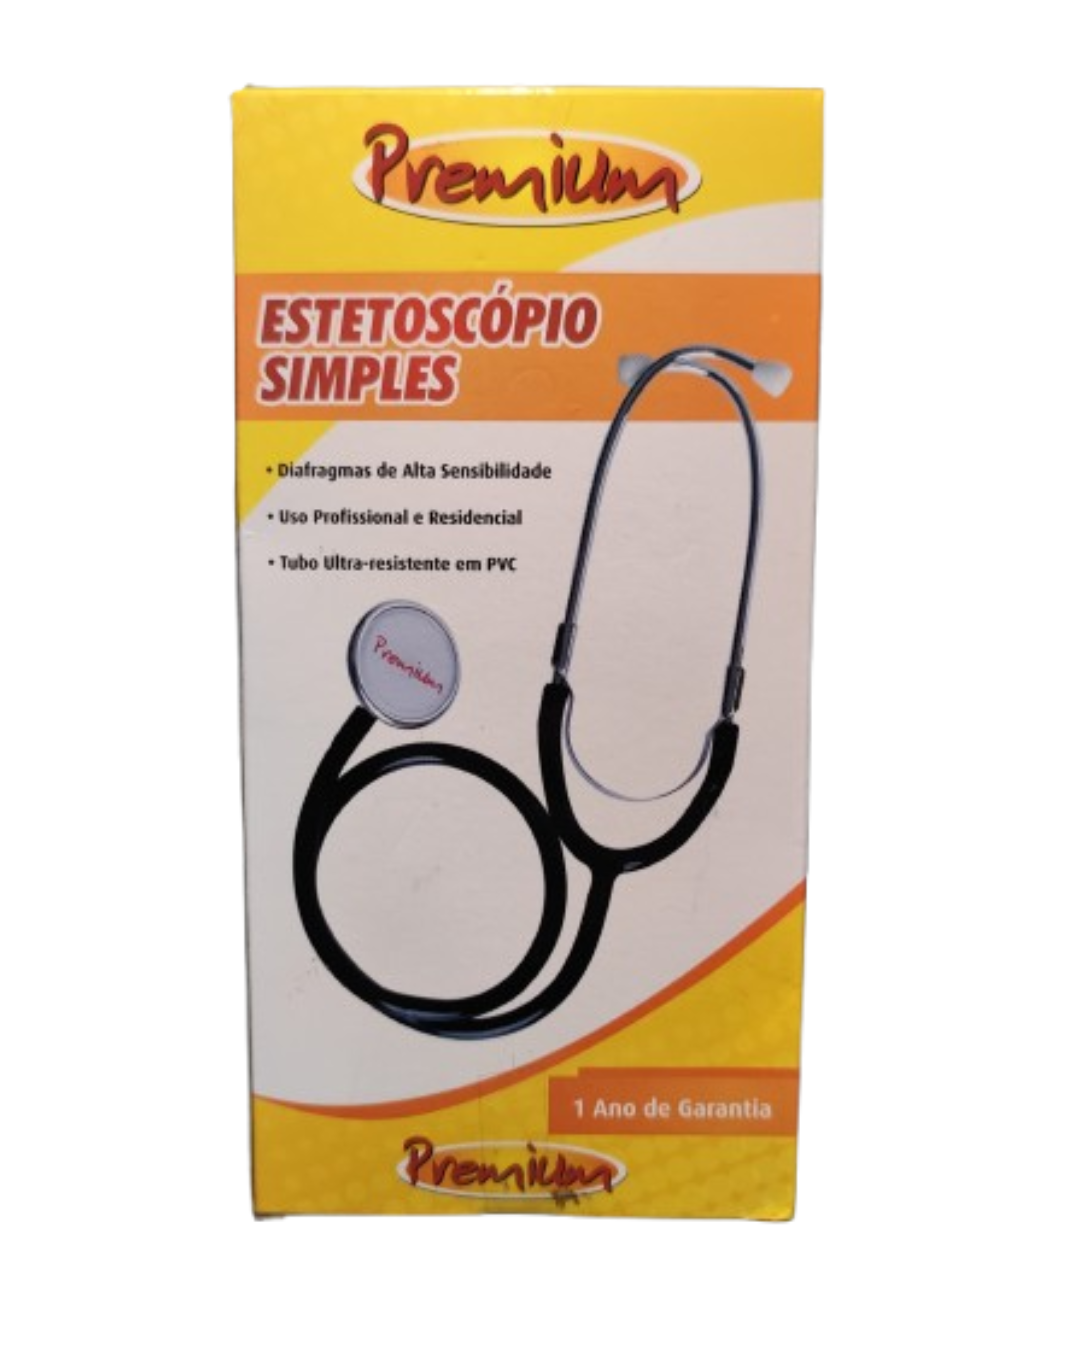 Premium
ESTETOSCÓPIO
SIMPLES
• Diafragmas de Alta Sensibilidade
• Uso Profissional e Residencial
• Tubo Ultra-resistente em PVC
Premium
1 Ano de Garantia
Premium